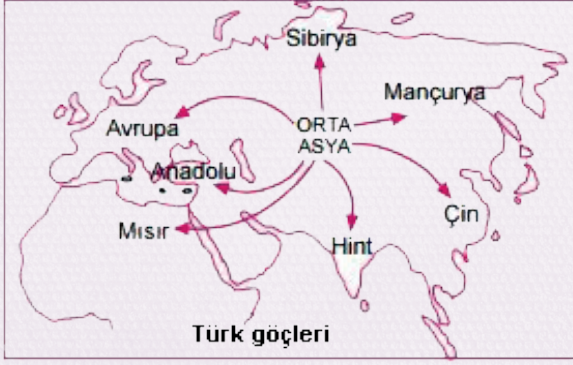 Sibirya
Mançurya
Avrupa
ORTA
ASYA
Anadolu
Çin
Mısır
Hint
Türk göçleri